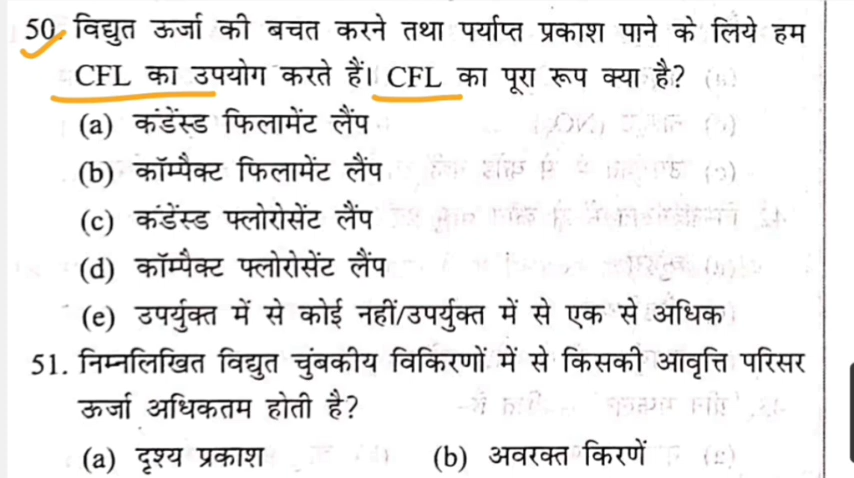 50. विद्युत ऊर्जा की बचत करने तथा पर्याप्त प्रकाश पाने के लिये हम
CFL का उपयोग करते हैं। CFL का पूरा रूप क्या है?
(a) कंडेंस्ड फिलामेंट लैंप
(b) कॉम्पैक्ट फिलामेंट लैंप
(c) कंडेंस्ड फ्लोरोसेंट लैंप
(d) कॉम्पैक्ट फ्लोरोसेंट लैंप
(e) उपर्युक्त में से कोई नहीं/उपर्युक्त में से एक से अधिक
51. निम्नलिखित विद्युत चुंबकीय विकिरणों में से किसकी आवृत्ति परिसर
ऊर्जा अधिकतम होती है?
(a) दृश्य प्रकाश (b) अवरक्त किरणें